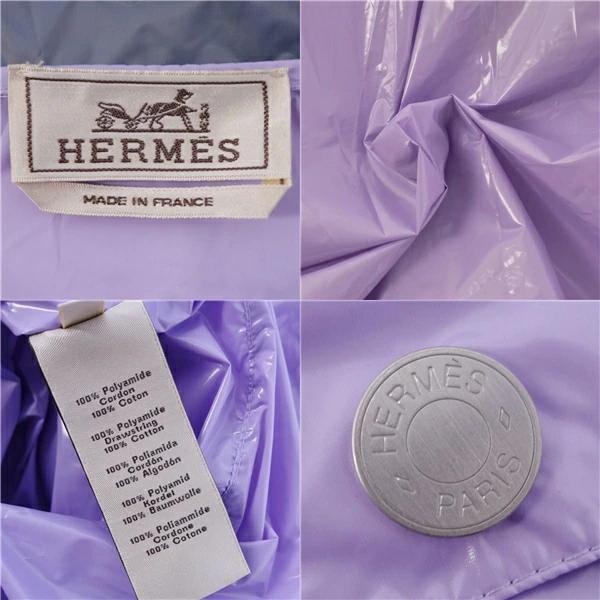 HERMÈS
MADE IN FRANCE
100% Polyamide
Cordon
100% Coton
100% Polyamide
Drawstring
100% Cotton
100% Poliamida
Cordón
100% Algodón
100% Polyamid
Kordel
100% Baumwolle
100% Poliammide
Cordone
100% Cotone
HERMÈS
PARIS